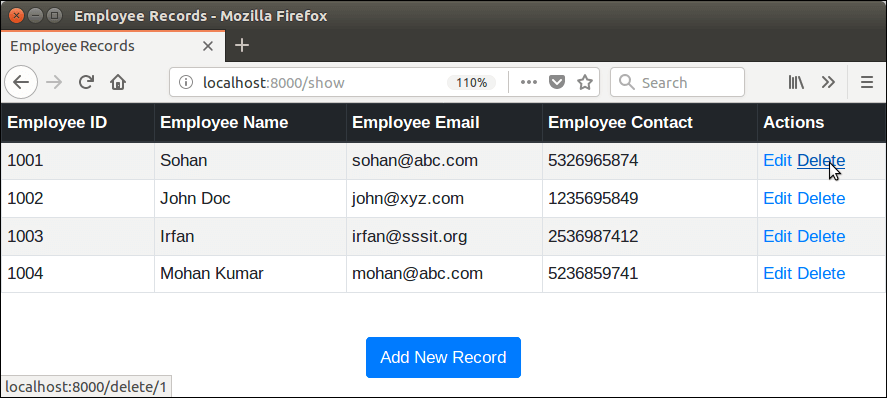 Employee Records - Mozilla Firefox
Employee Records
localhost:8000/show 110% Search
Employee ID Employee Name Employee Email Employee Contact Actions
1001 Sohan sohan@abc.com 5326965874 Edit Delete
1002 John Doc john@xyz.com 1235695849 Edit Delete
1003 Irfan irfan@sssit.org 2536987412 Edit Delete
1004 Mohan Kumar mohan@abc.com 5236859741 Edit Delete
Add New Record
localhost:8000/delete/1